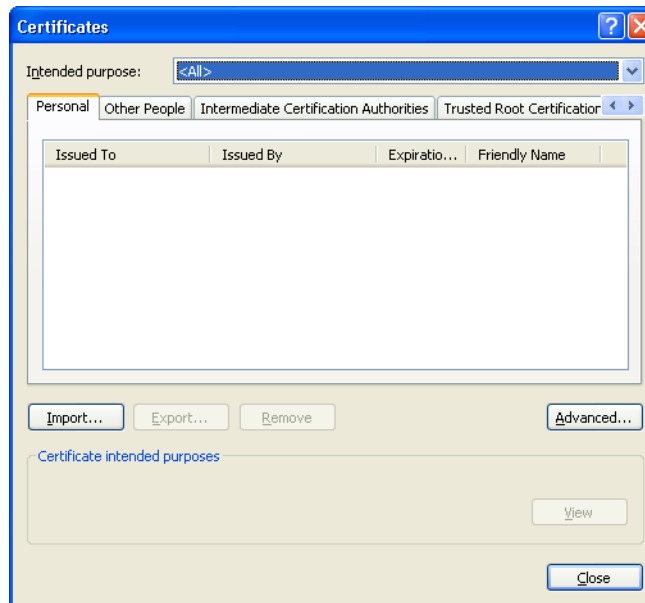 Certificates
Intended purpose: <All>
Personal Other People Intermediate Certification Authorities Trusted Root Certification
Issued To Issued By Expiratio... Friendly Name
Import... Export... Remove Advanced...
Certificate intended purposes
View
Close